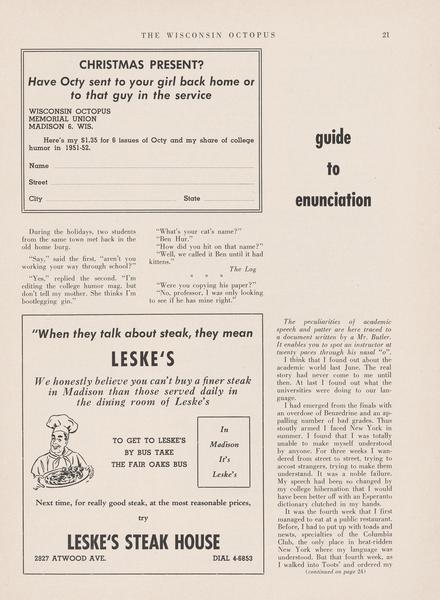 THE WISCONSIN OCTOPUS
21
CHRISTMAS PRESENT?
Have Octy sent to your girl back home or
to that guy in the service
WISCONSIN OCTOPUS
MEMORIAL UNION
MADISON 6, WIS.
Here's my $1.35 for 6 issues of Octy and my share of college
humor in 1951-52.
Name
Street
City State
During the holidays, two students
from the same town met back in the
old home burg.
"Say," said the first, "aren't you
working your way through school?"
"Yes," replied the second. "I'm
editing the college humor mag, but
don't tell my mother. She thinks I'm
bootlegging gin."
"What's your cat's name?"
"Ben Hur."
"How did you hit on that name?"
"Well, we called it Ben until it had
kittens."
The Log
* * *
"Were you copying his paper?"
"No, professor, I was only looking
to see if he has mine right."
"When they talk about steak, they mean
LESKE'S
We honestly believe you can't buy a finer steak
in Madison than those served daily in
the dining room of Leske's
TO GET TO LESKE'S
BY BUS TAKE
THE FAIR OAKS BUS
In
Madison
It's
Leske's
Next time, for really good steak, at the most reasonable prices,
try
LESKE'S STEAK HOUSE
2827 ATWOOD AVE. DIAL 4-6853
guide
to
enunciation
The peculiarities of academic
speech and patter are here traced to
a document written by a Mr. Butler.
It enables you to spot an instructor at
twenty paces through his nasal "o".
I think that I found out about the
academic world last June. The real
story had never come to me until
then. At last I found out what the
universities were doing to our lan-
guage.
I had emerged from the finals with
an overdose of Benzedrine and an ap-
palling number of bad grades. Thus
stoutly armed I faced New York in
summer. I found that I was totally
unable to make myself understood
by anyone. For three weeks I wan-
dered from street to street, trying to
accost strangers, trying to make them
understand. It was a noble failure.
My speech had been so changed by
my college hibernation that I would
have been better off with an Esperanto
dictionary clutched in my hands.
It was the fourth week that I first
managed to eat at a public restaurant.
Before, I had to put up with toads and
news, specialties of the Columbia
Club, the only place in heat-ridden
New York where my language was
understood. But that fourth week, as
I walked into Toots' and ordered my
(continued on page 24)